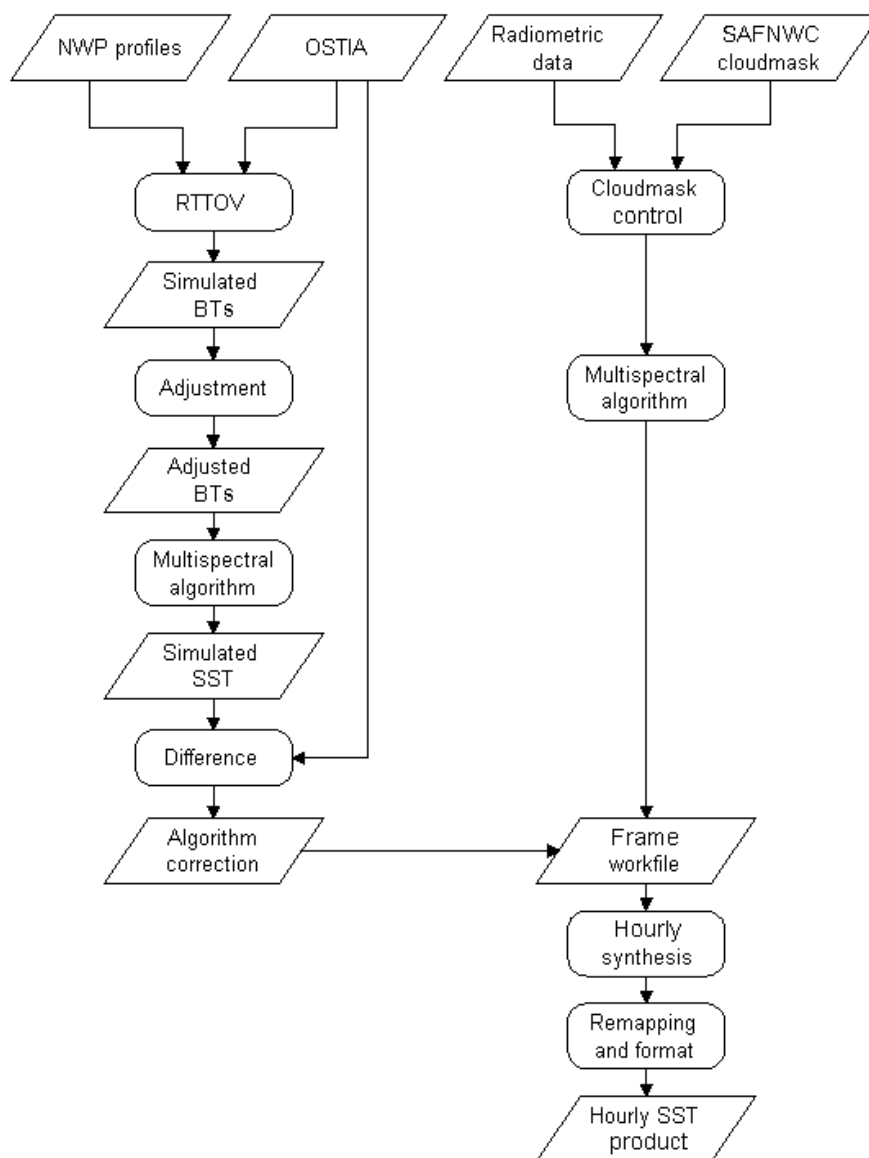 NWP profiles
OSTIA
Radiometric
data
SAFNWC
cloudmask
RTTOV
Cloudmask
control
Simulated
BTs
Adjustment
Multispectral
algorithm
Adjusted
BTs
Multispectral
algorithm
Simulated
SST
Difference
Algorithm
correction
Frame
workfile
Hourly
synthesis
Remapping
and format
Hourly SST
product